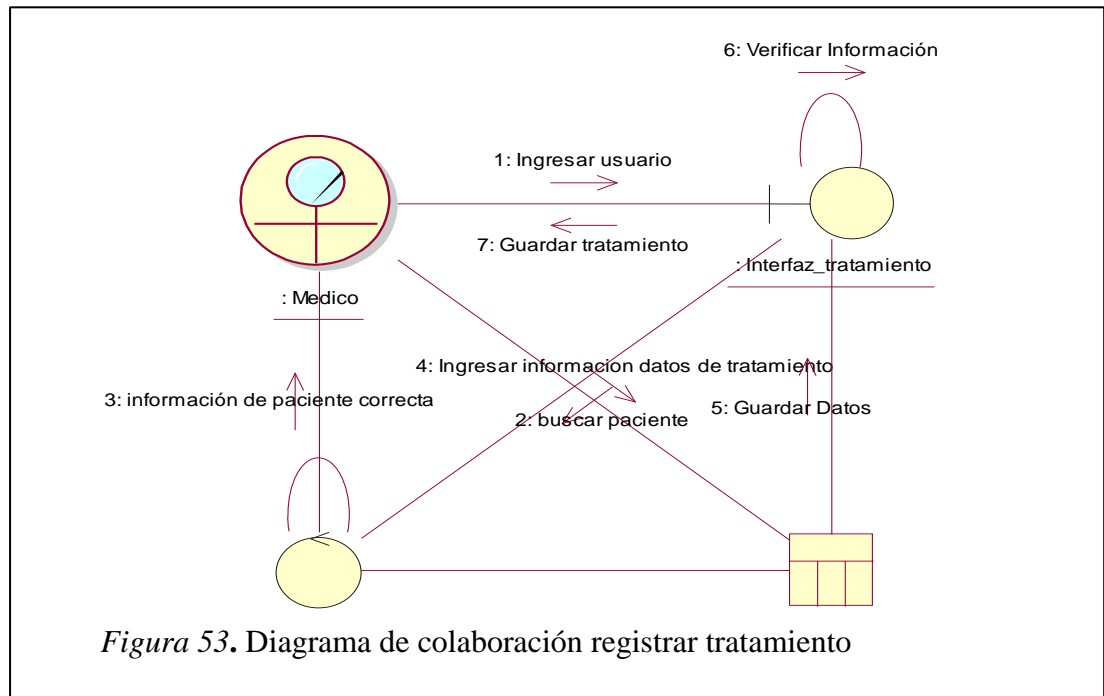 6: Verificar Información
1: Ingresar usuario
7: Guardar tratamiento
: Interfaz_tratamiento
: Medico
4: Ingresar informacion datos de tratamiento
3: información de paciente correcta
2: buscar paciente
5: Guardar Datos
Figura 53. Diagrama de colaboración registrar tratamiento